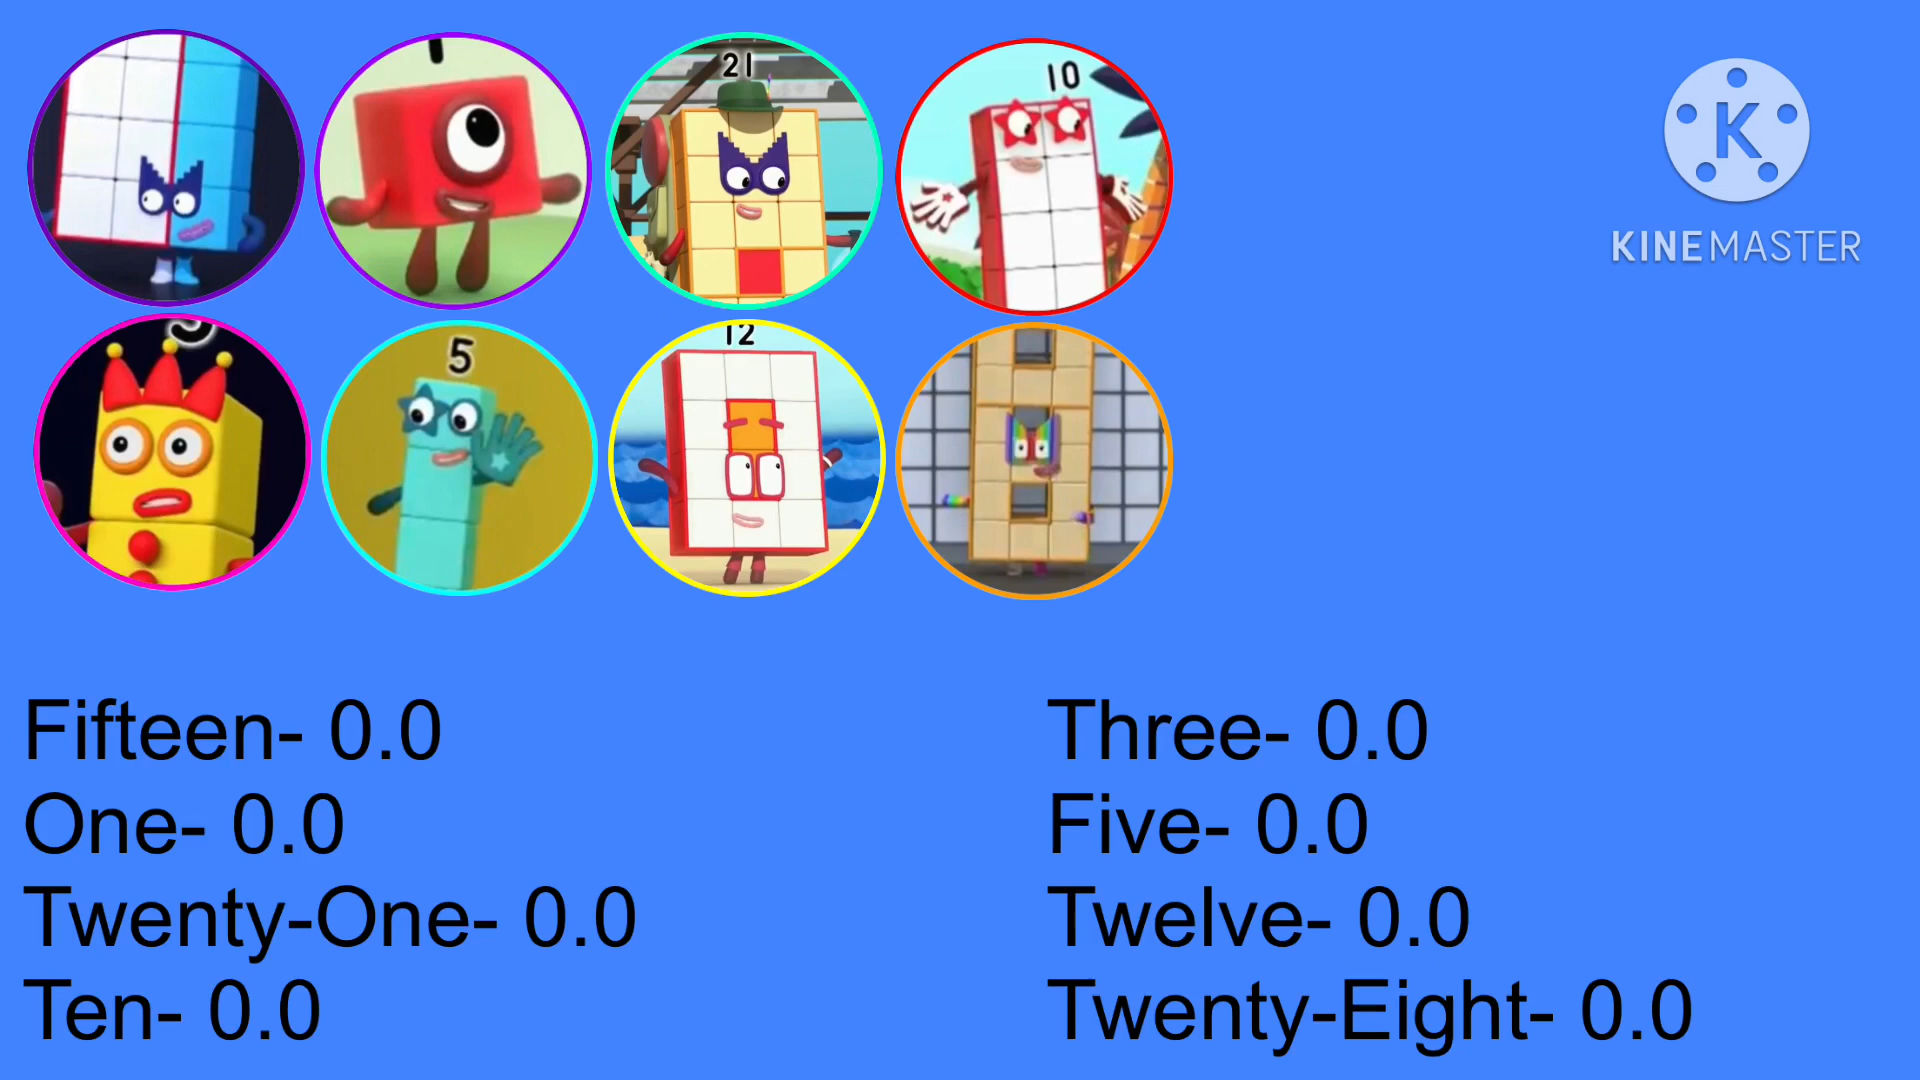 21
10
5
12
KINEMASTER
Fifteen- 0.0
One- 0.0
Twenty-One- 0.0
Ten- 0.0
Three- 0.0
Five- 0.0
Twelve- 0.0
Twenty-Eight- 0.0